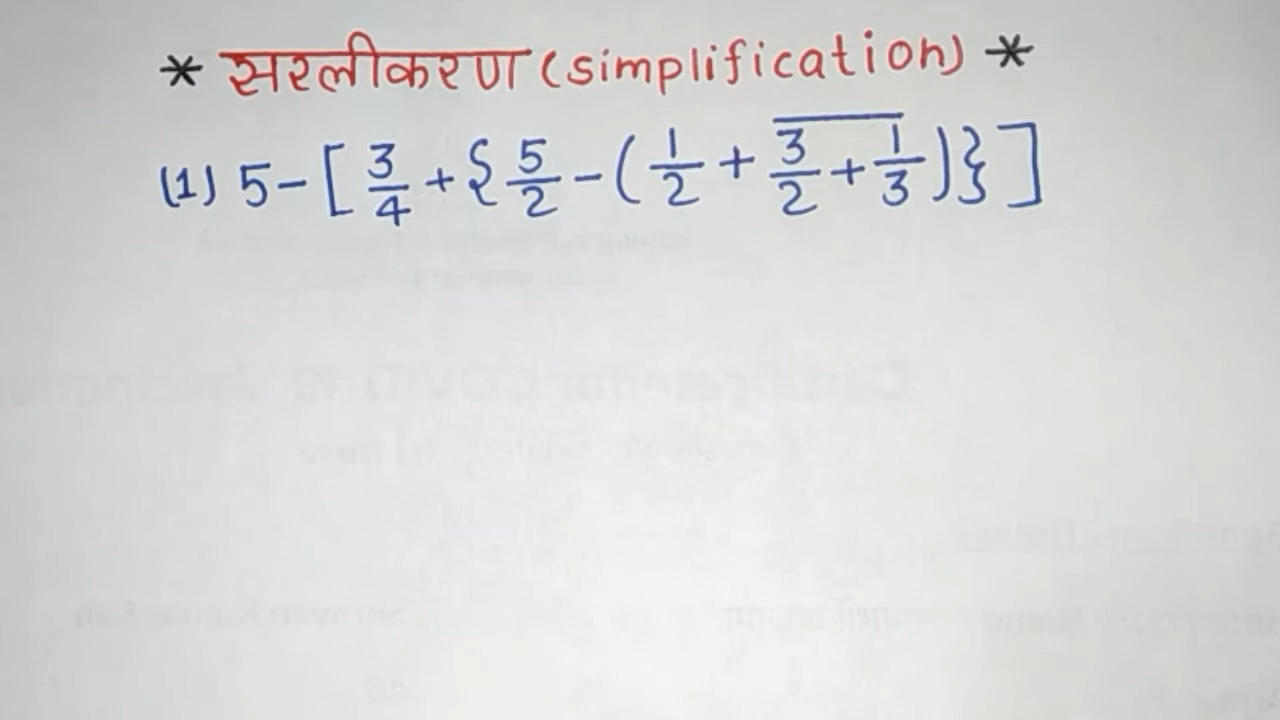 * सरलीकरण (simplification) *
(1) 5 - [ 3/4 + { 5/2 - ( 1/2 + 3/2 + 1/3 ) } ]